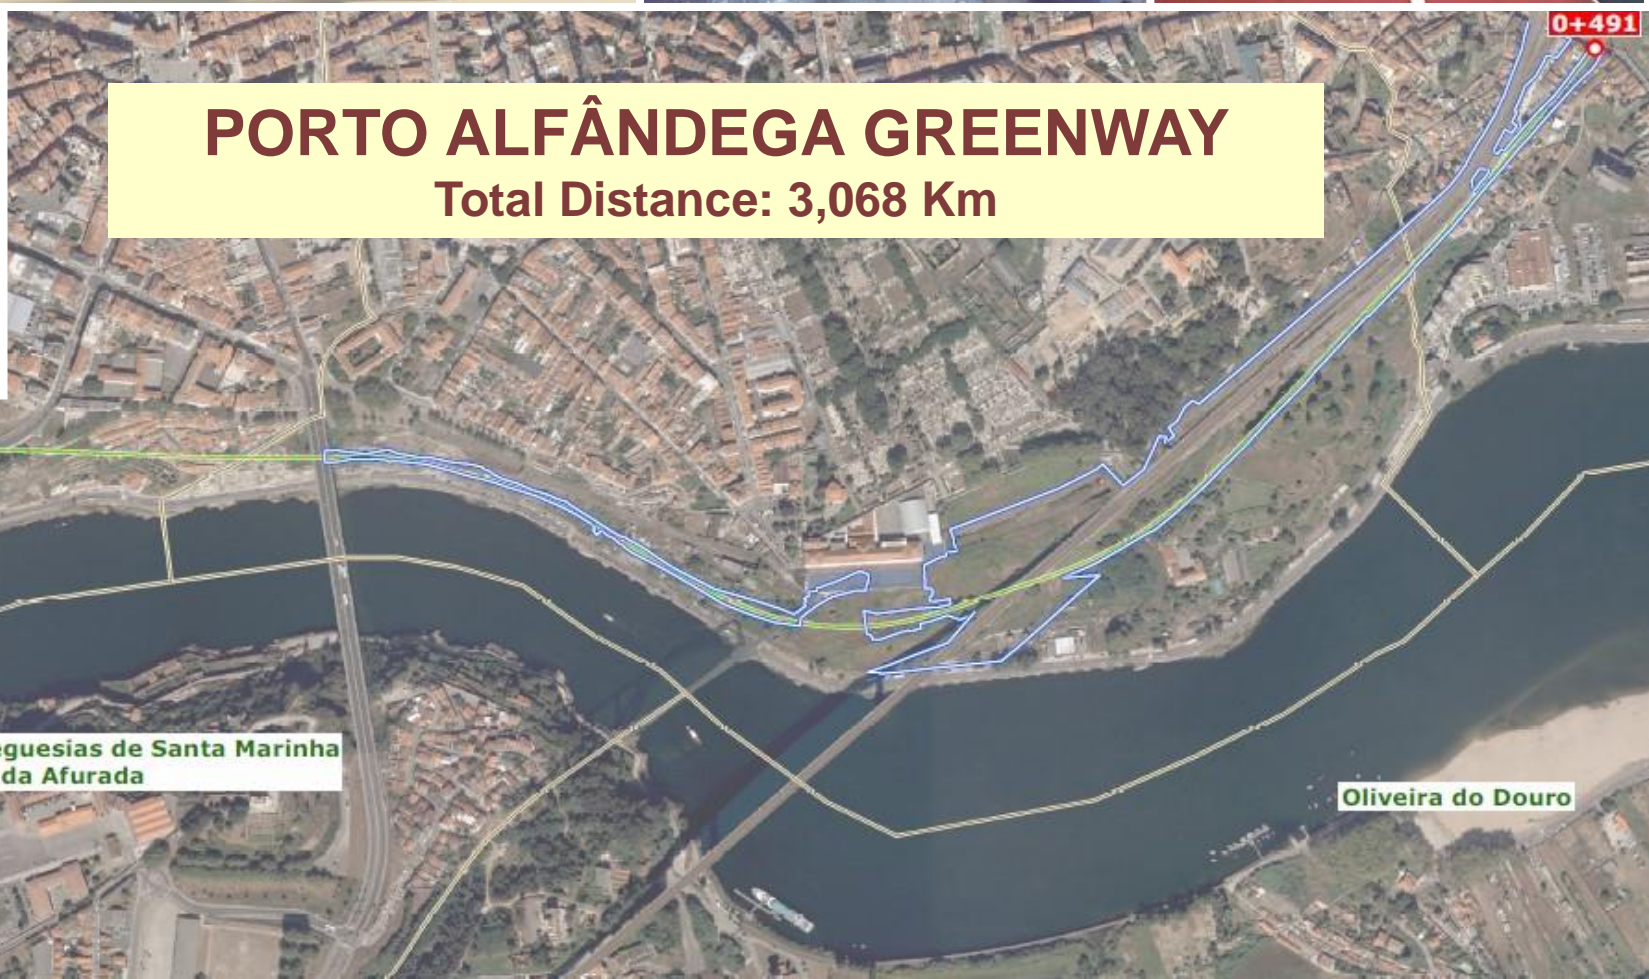 0+491
PORTO ALFÂNDEGA GREENWAY
Total Distance: 3,068 Km
eguesias de Santa Marinha
da Afurada
Oliveira do Douro